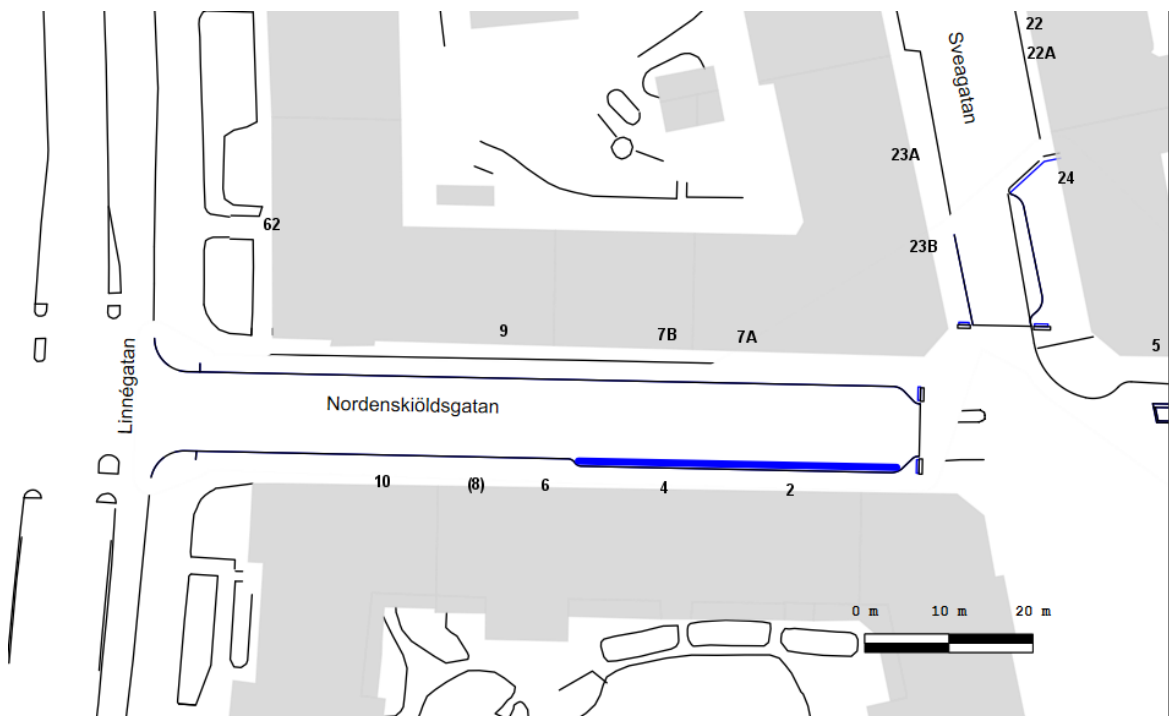 22
22A
Sveagatan
23A
24
62
23B
9
7B
7A
5
Linnégatan
Nordenskiöldsgatan
10
(8)
6
4
2
0 m 10 m 20 m